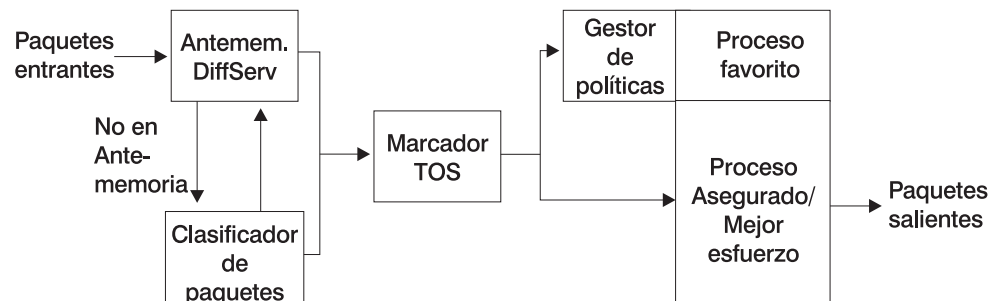 Paquetes
entrantes
Antemem.
DiffServ
No en
Ante-
memoria
Clasificador
de
paquetes
Marcador
TOS
Gestor
de
políticas
Proceso
favorito
Proceso
Asegurado/
Mejor
esfuerzo
Paquetes
salientes